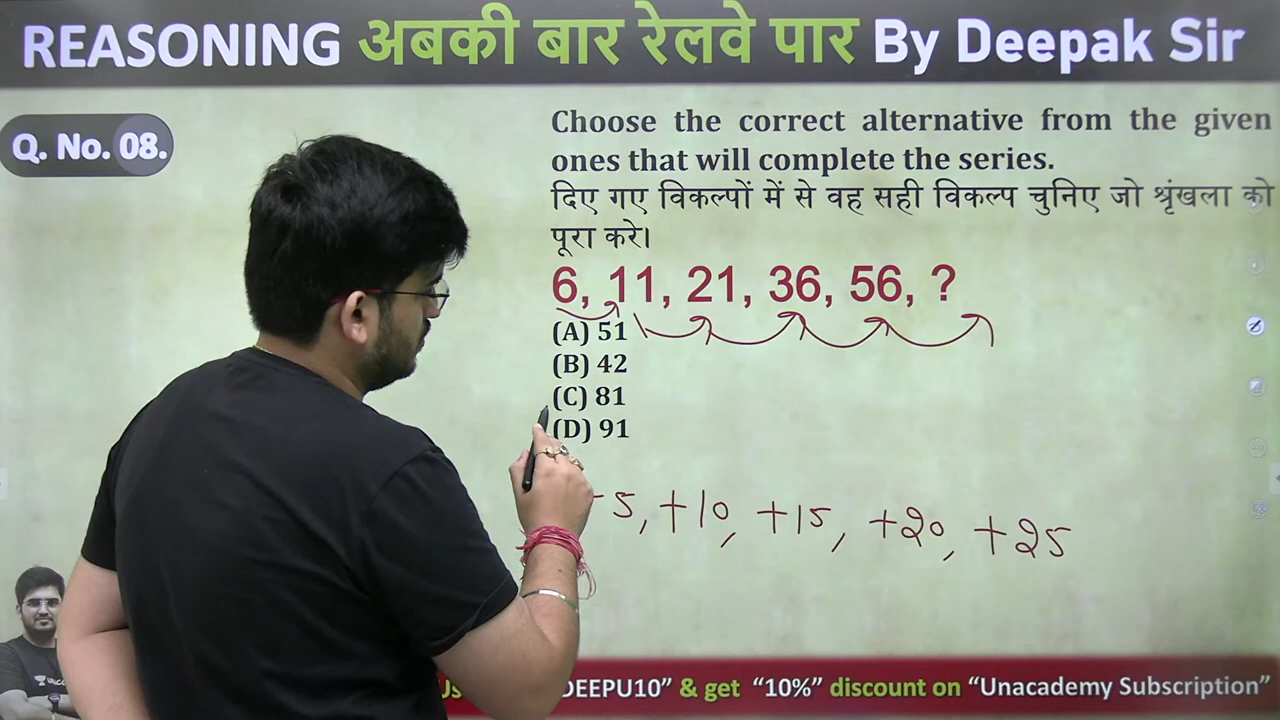 REASONING अबकी बार रेलवे पार By Deepak Sir
Q. No. 08.
Choose the correct alternative from the given
ones that will complete the series.
दिए गए विकल्पों में से वह सही विकल्प चुनिए जो श्रृंखला को
पूरा करे।
6, 11, 21, 36, 56, ?
(A) 51
(B) 42
(C) 81
(D) 91
5, +10, +15, +20, +25
DEEPU10” & get “10%” discount on “Unacademy Subscription”